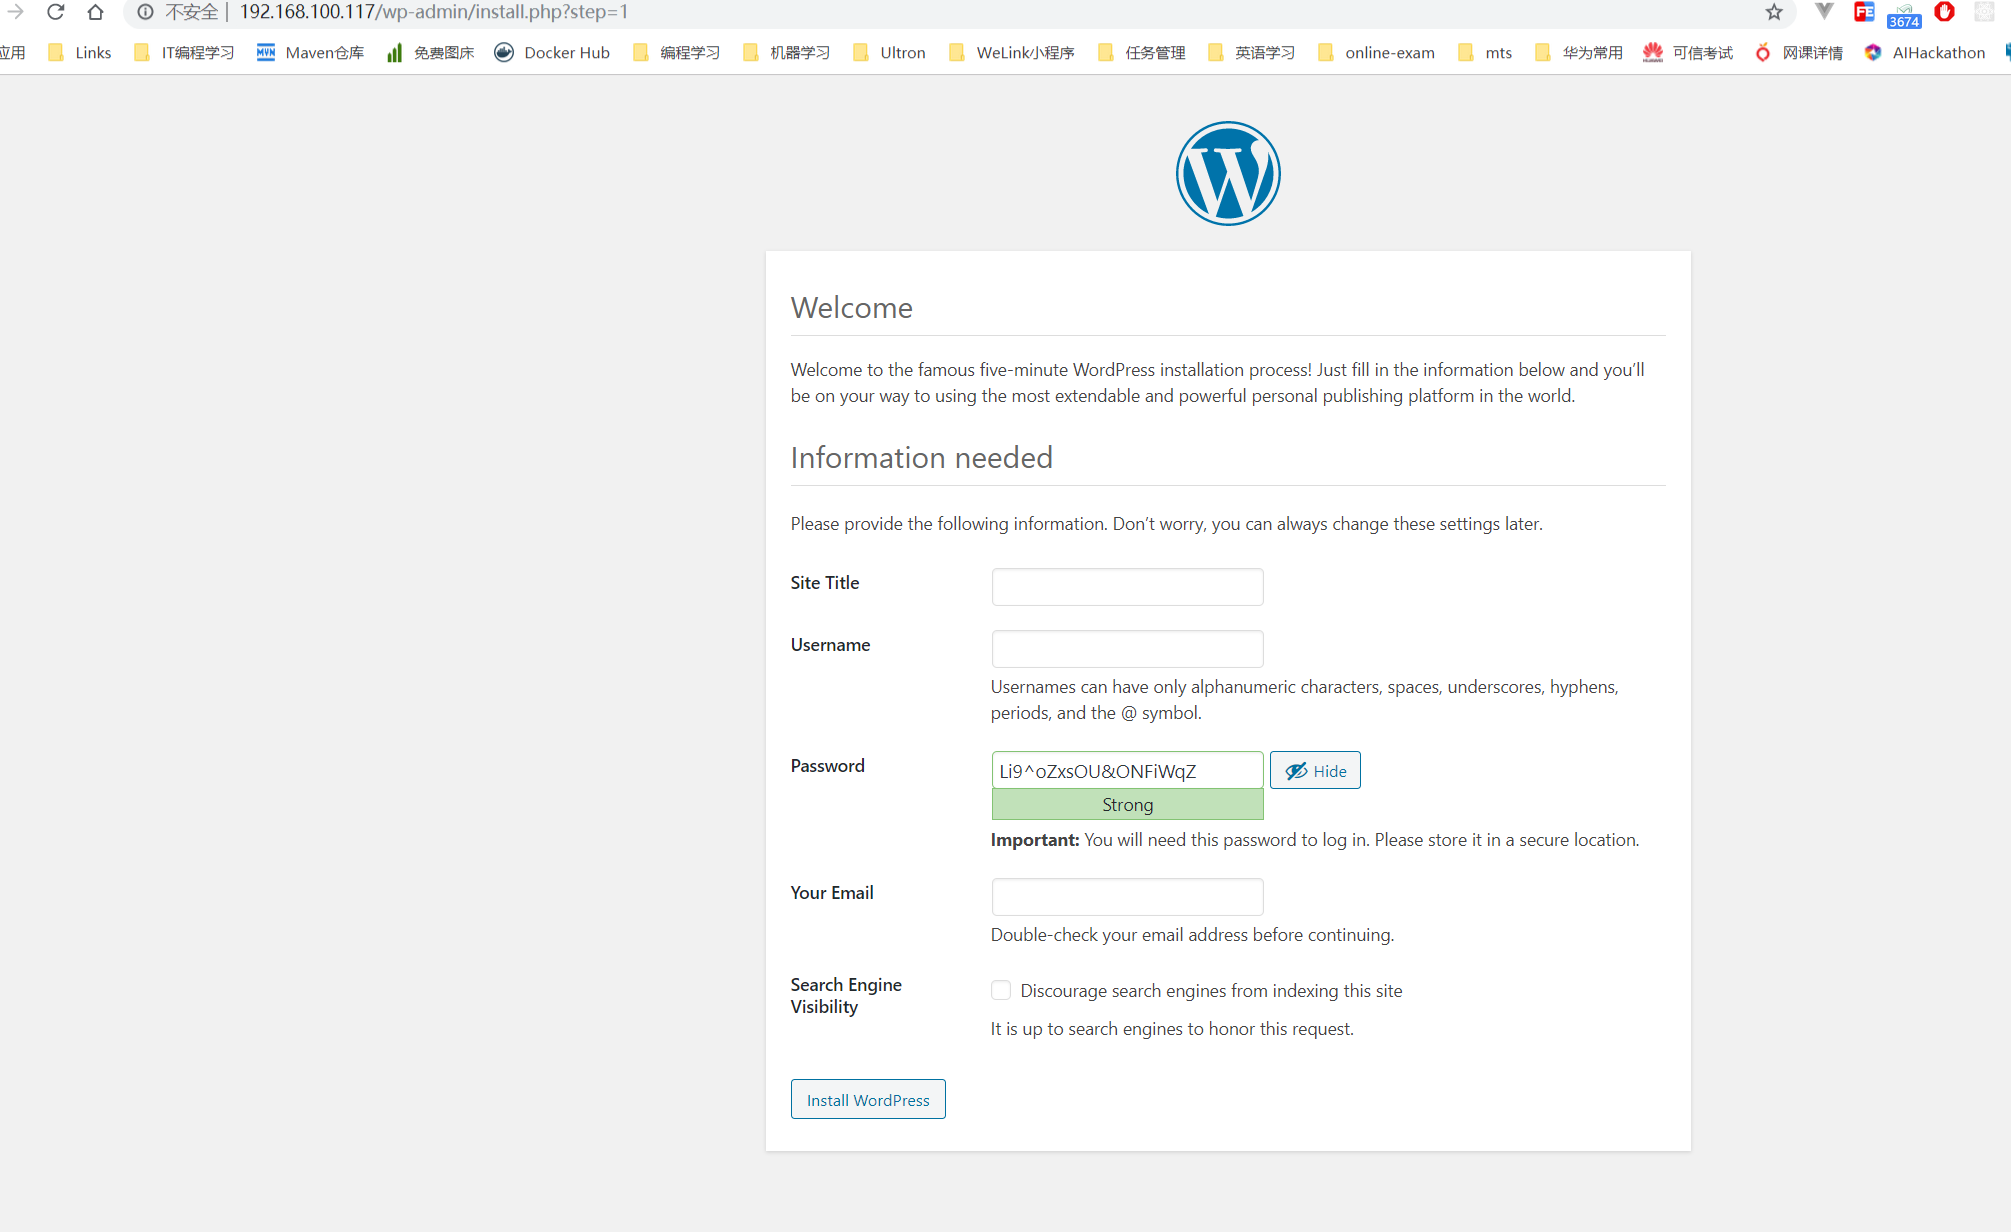 不安全 | 192.168.100.117/wp-admin/install.php?step=1
3674
应用 Links IT编程学习 Maven仓库 免费图床 Docker Hub 编程学习 机器学习 Ultron WeLink小程序 任务管理 英语学习 online-exam mts 华为常用 可信考试 网课详情 AIHackathon
Welcome
Welcome to the famous five-minute WordPress installation process! Just fill in the information below and you’ll
be on your way to using the most extendable and powerful personal publishing platform in the world.
Information needed
Please provide the following information. Don’t worry, you can always change these settings later.
Site Title
Username
Usernames can have only alphanumeric characters, spaces, underscores, hyphens,
periods, and the @ symbol.
Password Li9^oZxsOU&ONFiWqZ Hide
Strong
Important: You will need this password to log in. Please store it in a secure location.
Your Email
Double-check your email address before continuing.
Search Engine
Visibility
Discourage search engines from indexing this site
It is up to search engines to honor this request.
Install WordPress